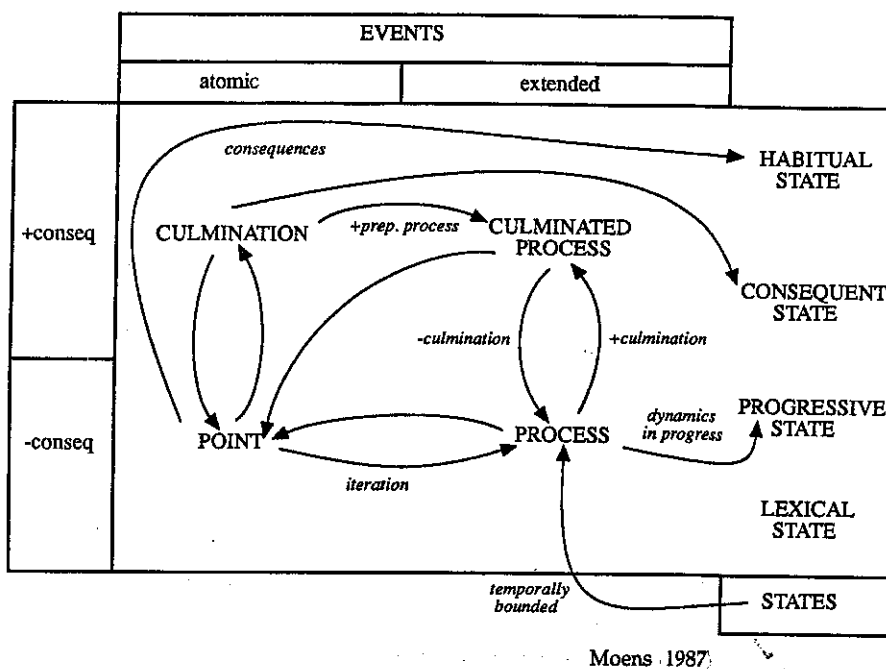 EVENTS
atomic
extended
consequences
HABITUAL
STATE
+conseq
CULMINATION
+prep. process
CULMINATED
PROCESS
CONSEQUENT
STATE
-culmination
+culmination
-conseq
POINT
PROCESS
dynamics
in progress
PROGRESSIVE
STATE
iteration
LEXICAL
STATE
temporally
bounded
STATES
Moens 1987